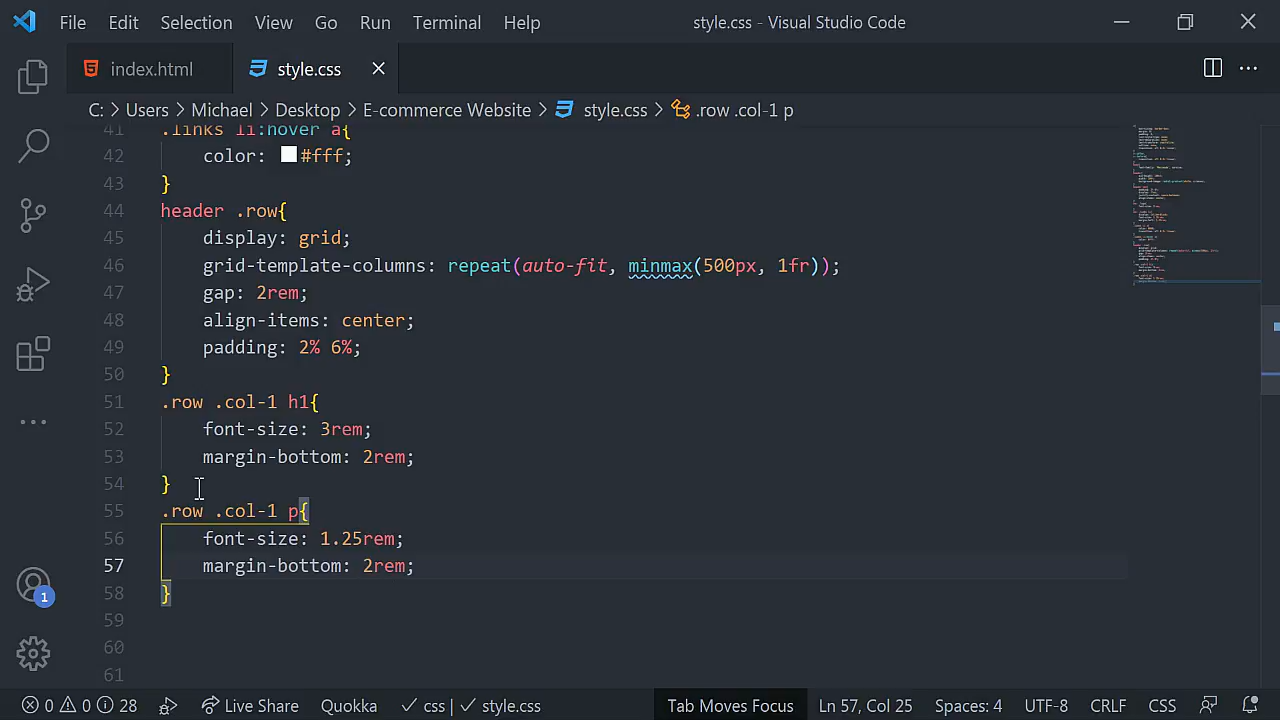 File Edit Selection View Go Run Terminal Help style.css - Visual Studio Code
index.html style.css
C: > Users > Michael > Desktop > E-commerce Website > style.css > .row .col-1 p
41 .links li:hover a{
42 color: #fff;
43 }
44 header .row{
45 display: grid;
46 grid-template-columns: repeat(auto-fit, minmax(500px, 1fr));
47 gap: 2rem;
48 align-items: center;
49 padding: 2% 6%;
50 }
51 .row .col-1 h1{
52 font-size: 3rem;
53 margin-bottom: 2rem;
54 }
55 .row .col-1 p{
56 font-size: 1.25rem;
57 margin-bottom: 2rem;
58 }
59
60
61
1
0 0 28 Live Share Quokka css | style.css Tab Moves Focus Ln 57, Col 25 Spaces: 4 UTF-8 CRLF CSS